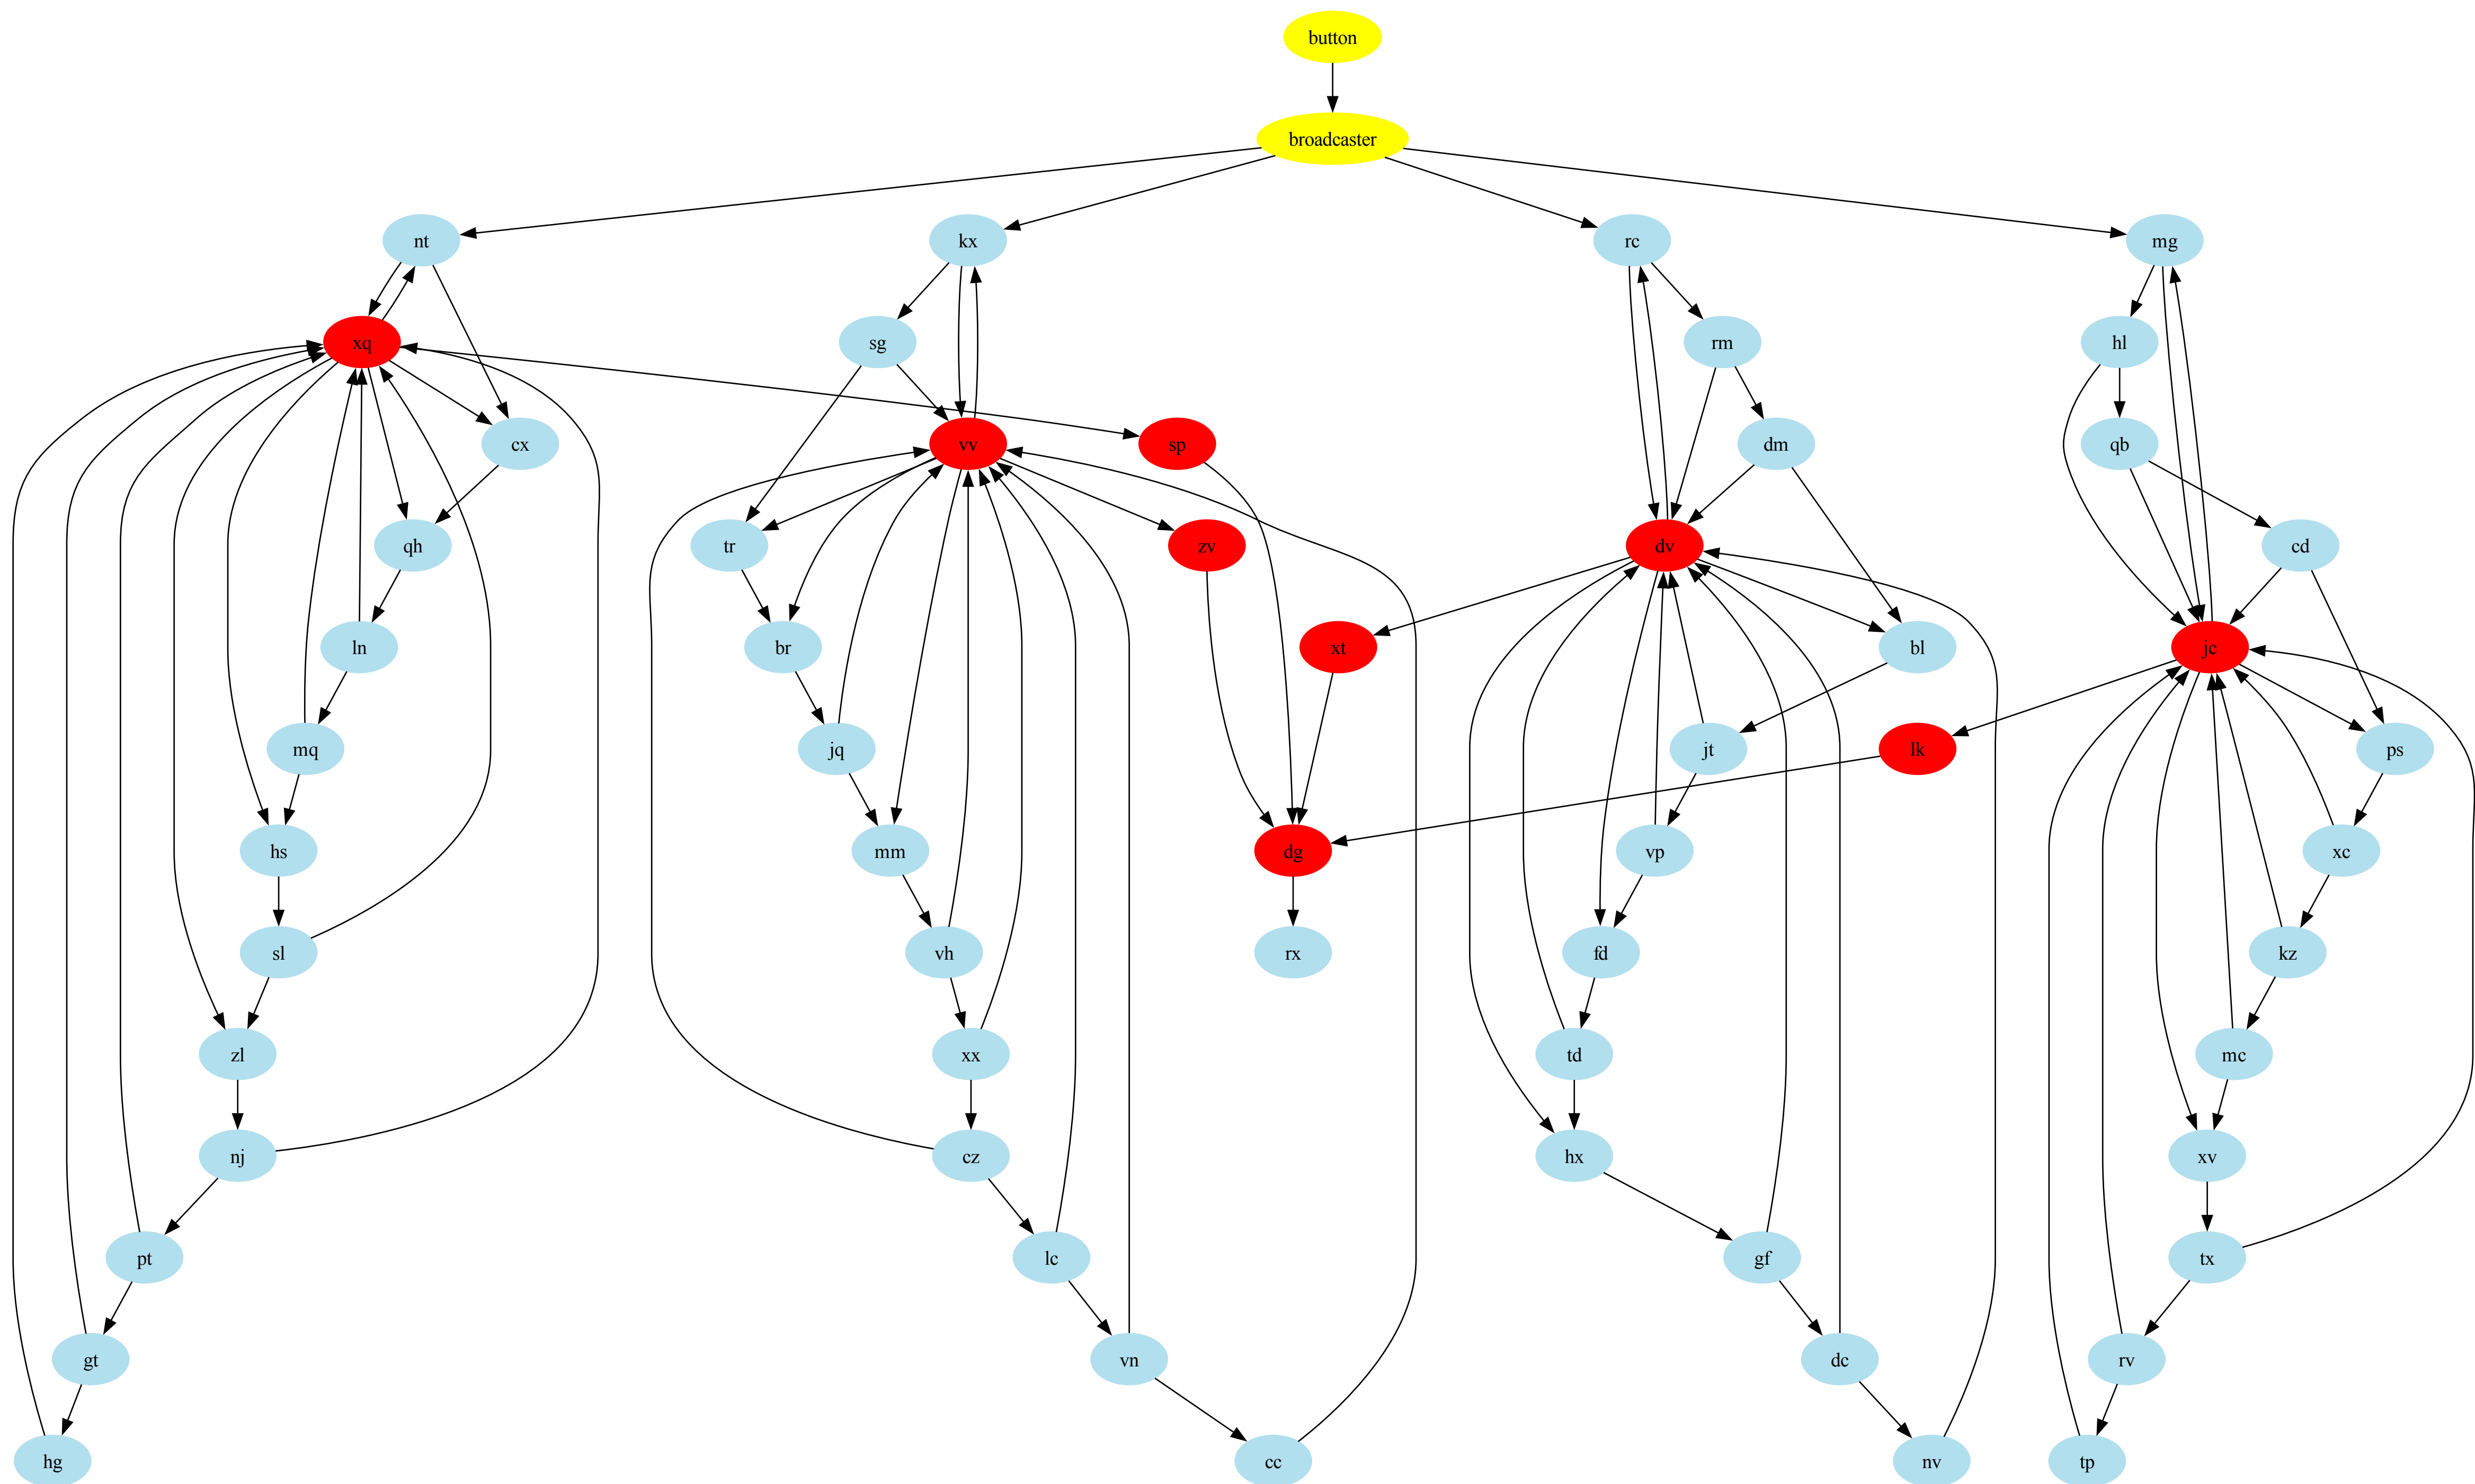 button
broadcaster
nt
kx
rc
mg
xq
sg
rm
hl
cx
vv
sp
dm
qb
qh
tr
zv
dv
cd
ln
br
xt
bl
jc
mq
jq
jt
lk
ps
hs
mm
dg
vp
xc
sl
vh
rx
fd
kz
zl
xx
td
mc
nj
cz
hx
xv
pt
lc
gf
tx
gt
vn
dc
rv
hg
cc
nv
tp